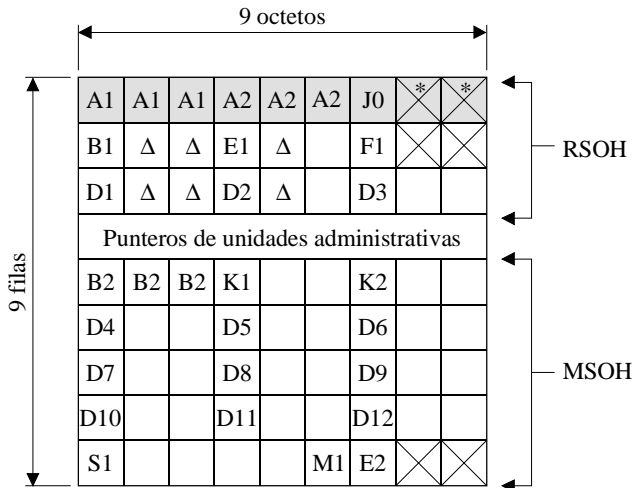 9 octetos
A1 A1 A1 A2 A2 A2 J0 * *
B1 Δ Δ E1 Δ F1
RSOH
D1 Δ Δ D2 Δ D3
Punteros de unidades administrativas
9 filas
B2 B2 B2 K1 K2
D4 D5 D6
D7 D8 D9
MSOH
D10 D11 D12
S1 M1 E2